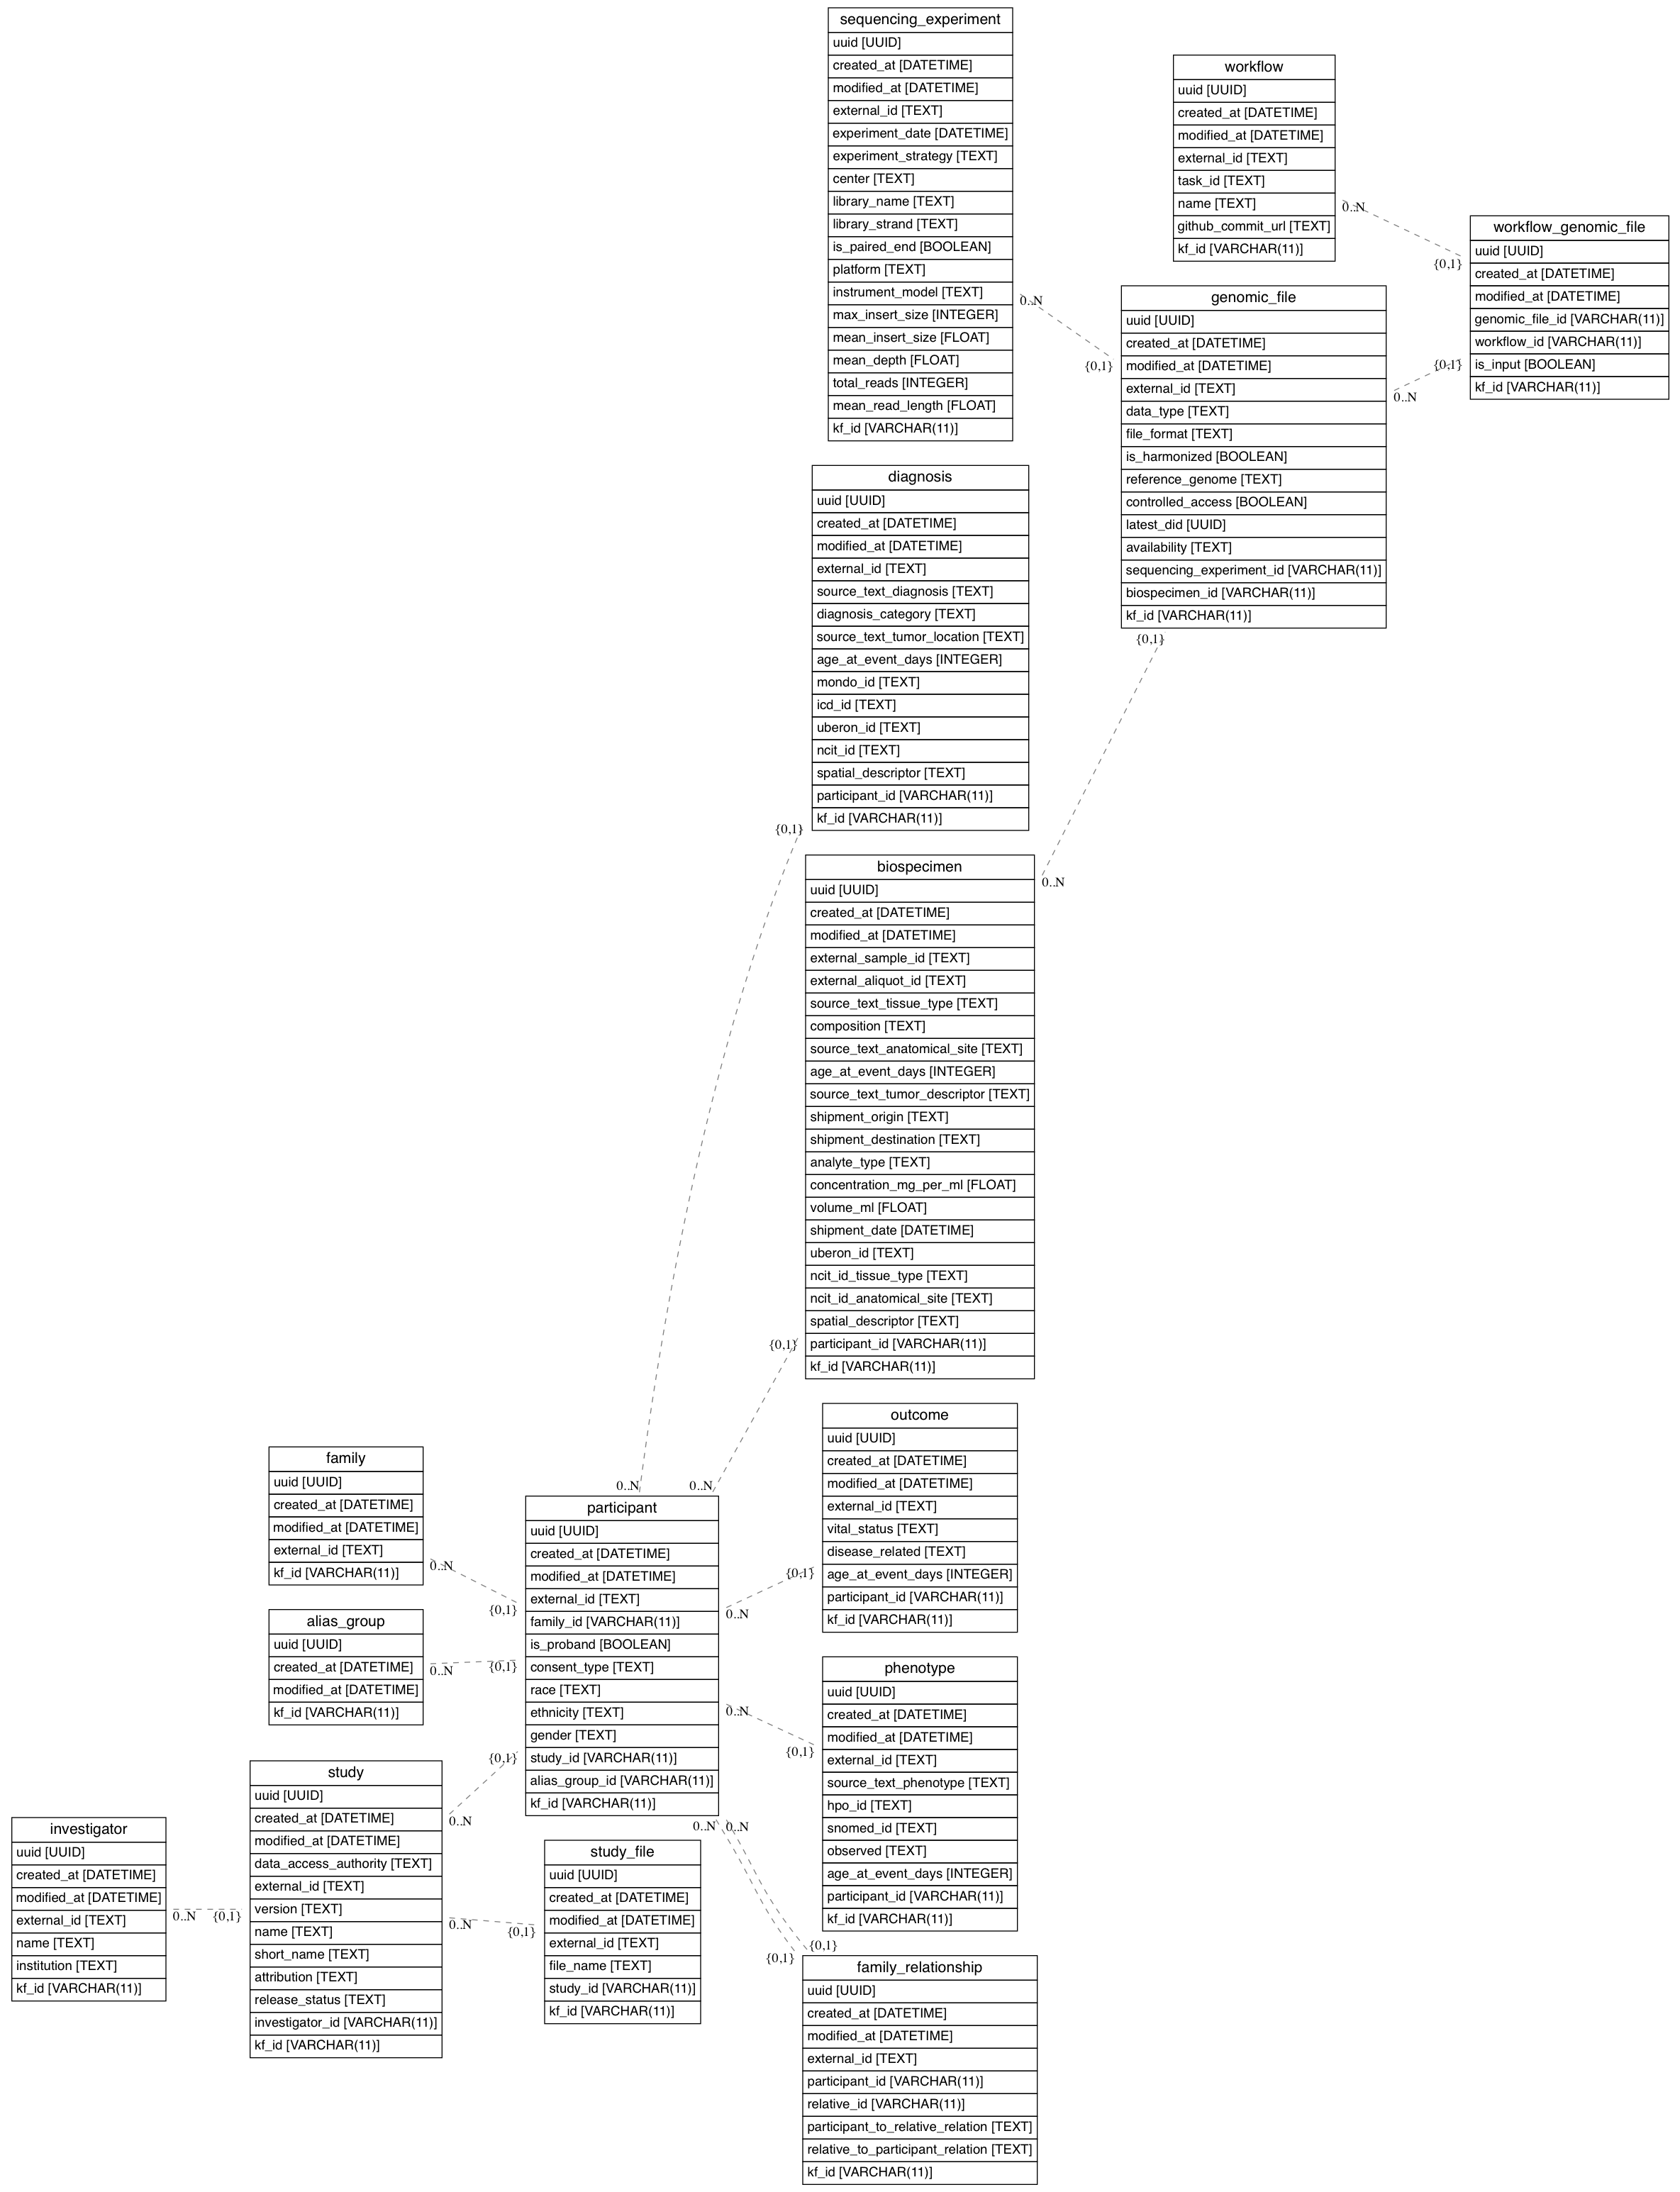 sequencing_experiment
uuid [UUID]
created_at [DATETIME]
modified_at [DATETIME]
external_id [TEXT]
experiment_date [DATETIME]
experiment_strategy [TEXT]
center [TEXT]
library_name [TEXT]
library_strand [TEXT]
is_paired_end [BOOLEAN]
platform [TEXT]
instrument_model [TEXT]
max_insert_size [INTEGER]
mean_insert_size [FLOAT]
mean_depth [FLOAT]
total_reads [INTEGER]
mean_read_length [FLOAT]
kf_id [VARCHAR(11)]
0..N
{0,1}
workflow
uuid [UUID]
created_at [DATETIME]
modified_at [DATETIME]
external_id [TEXT]
task_id [TEXT]
name [TEXT]
github_commit_url [TEXT]
kf_id [VARCHAR(11)]
0..N
{0,1}
workflow_genomic_file
uuid [UUID]
created_at [DATETIME]
modified_at [DATETIME]
genomic_file_id [VARCHAR(11)]
workflow_id [VARCHAR(11)]
is_input [BOOLEAN]
kf_id [VARCHAR(11)]
{0,1}
0..N
genomic_file
uuid [UUID]
created_at [DATETIME]
modified_at [DATETIME]
external_id [TEXT]
data_type [TEXT]
file_format [TEXT]
is_harmonized [BOOLEAN]
reference_genome [TEXT]
controlled_access [BOOLEAN]
latest_did [UUID]
availability [TEXT]
sequencing_experiment_id [VARCHAR(11)]
biospecimen_id [VARCHAR(11)]
kf_id [VARCHAR(11)]
{0,1}
0..N
diagnosis
uuid [UUID]
created_at [DATETIME]
modified_at [DATETIME]
external_id [TEXT]
source_text_diagnosis [TEXT]
diagnosis_category [TEXT]
source_text_tumor_location [TEXT]
age_at_event_days [INTEGER]
mondo_id [TEXT]
icd_id [TEXT]
uberon_id [TEXT]
ncit_id [TEXT]
spatial_descriptor [TEXT]
participant_id [VARCHAR(11)]
kf_id [VARCHAR(11)]
{0,1}
biospecimen
uuid [UUID]
created_at [DATETIME]
modified_at [DATETIME]
external_sample_id [TEXT]
external_aliquot_id [TEXT]
source_text_tissue_type [TEXT]
composition [TEXT]
source_text_anatomical_site [TEXT]
age_at_event_days [INTEGER]
source_text_tumor_descriptor [TEXT]
shipment_origin [TEXT]
shipment_destination [TEXT]
analyte_type [TEXT]
concentration_mg_per_ml [FLOAT]
volume_ml [FLOAT]
shipment_date [DATETIME]
uberon_id [TEXT]
ncit_id_tissue_type [TEXT]
ncit_id_anatomical_site [TEXT]
spatial_descriptor [TEXT]
participant_id [VARCHAR(11)]
kf_id [VARCHAR(11)]
{0,1}
0..N
0..N
outcome
uuid [UUID]
created_at [DATETIME]
modified_at [DATETIME]
external_id [TEXT]
vital_status [TEXT]
disease_related [TEXT]
age_at_event_days [INTEGER]
participant_id [VARCHAR(11)]
kf_id [VARCHAR(11)]
{0,1}
0..N
family
uuid [UUID]
created_at [DATETIME]
modified_at [DATETIME]
external_id [TEXT]
kf_id [VARCHAR(11)]
0..N
{0,1}
participant
uuid [UUID]
created_at [DATETIME]
modified_at [DATETIME]
external_id [TEXT]
family_id [VARCHAR(11)]
is_proband [BOOLEAN]
consent_type [TEXT]
race [TEXT]
ethnicity [TEXT]
gender [TEXT]
study_id [VARCHAR(11)]
alias_group_id [VARCHAR(11)]
kf_id [VARCHAR(11)]
alias_group
uuid [UUID]
created_at [DATETIME]
modified_at [DATETIME]
kf_id [VARCHAR(11)]
0..N
{0,1}
phenotype
uuid [UUID]
created_at [DATETIME]
modified_at [DATETIME]
external_id [TEXT]
source_text_phenotype [TEXT]
hpo_id [TEXT]
snomed_id [TEXT]
observed [TEXT]
age_at_event_days [INTEGER]
participant_id [VARCHAR(11)]
kf_id [VARCHAR(11)]
0..N
{0,1}
study
uuid [UUID]
created_at [DATETIME]
modified_at [DATETIME]
data_access_authority [TEXT]
external_id [TEXT]
version [TEXT]
name [TEXT]
short_name [TEXT]
attribution [TEXT]
release_status [TEXT]
investigator_id [VARCHAR(11)]
kf_id [VARCHAR(11)]
{0,1}
0..N
investigator
uuid [UUID]
created_at [DATETIME]
modified_at [DATETIME]
external_id [TEXT]
name [TEXT]
institution [TEXT]
kf_id [VARCHAR(11)]
0..N
{0,1}
study_file
uuid [UUID]
created_at [DATETIME]
modified_at [DATETIME]
external_id [TEXT]
file_name [TEXT]
study_id [VARCHAR(11)]
kf_id [VARCHAR(11)]
0..N
{0,1}
0..N
0..N
{0,1}
{0,1}
family_relationship
uuid [UUID]
created_at [DATETIME]
modified_at [DATETIME]
external_id [TEXT]
participant_id [VARCHAR(11)]
relative_id [VARCHAR(11)]
participant_to_relative_relation [TEXT]
relative_to_participant_relation [TEXT]
kf_id [VARCHAR(11)]